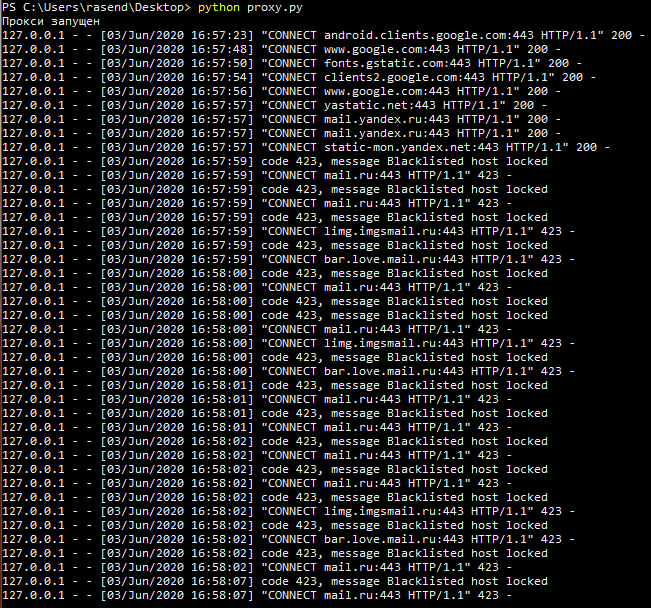 PS C:\Users\rasend\Desktop> python proxy.py
Прокси запущен
127.0.0.1 - - [03/Jun/2020 16:57:23] "CONNECT android.clients.google.com:443 HTTP/1.1" 200 -
127.0.0.1 - - [03/Jun/2020 16:57:48] "CONNECT www.google.com:443 HTTP/1.1" 200 -
127.0.0.1 - - [03/Jun/2020 16:57:50] "CONNECT fonts.gstatic.com:443 HTTP/1.1" 200 -
127.0.0.1 - - [03/Jun/2020 16:57:54] "CONNECT clients2.google.com:443 HTTP/1.1" 200 -
127.0.0.1 - - [03/Jun/2020 16:57:56] "CONNECT www.google.com:443 HTTP/1.1" 200 -
127.0.0.1 - - [03/Jun/2020 16:57:57] "CONNECT yastatic.net:443 HTTP/1.1" 200 -
127.0.0.1 - - [03/Jun/2020 16:57:57] "CONNECT mail.yandex.ru:443 HTTP/1.1" 200 -
127.0.0.1 - - [03/Jun/2020 16:57:57] "CONNECT mail.yandex.ru:443 HTTP/1.1" 200 -
127.0.0.1 - - [03/Jun/2020 16:57:57] "CONNECT static-mon.yandex.net:443 HTTP/1.1" 200 -
127.0.0.1 - - [03/Jun/2020 16:57:59] code 423, message Blacklisted host locked
127.0.0.1 - - [03/Jun/2020 16:57:59] "CONNECT mail.ru:443 HTTP/1.1" 423 -
127.0.0.1 - - [03/Jun/2020 16:57:59] code 423, message Blacklisted host locked
127.0.0.1 - - [03/Jun/2020 16:57:59] "CONNECT mail.ru:443 HTTP/1.1" 423 -
127.0.0.1 - - [03/Jun/2020 16:57:59] code 423, message Blacklisted host locked
127.0.0.1 - - [03/Jun/2020 16:57:59] "CONNECT limg.imgsmail.ru:443 HTTP/1.1" 423 -
127.0.0.1 - - [03/Jun/2020 16:57:59] code 423, message Blacklisted host locked
127.0.0.1 - - [03/Jun/2020 16:57:59] "CONNECT bar.love.mail.ru:443 HTTP/1.1" 423 -
127.0.0.1 - - [03/Jun/2020 16:58:00] code 423, message Blacklisted host locked
127.0.0.1 - - [03/Jun/2020 16:58:00] "CONNECT mail.ru:443 HTTP/1.1" 423 -
127.0.0.1 - - [03/Jun/2020 16:58:00] code 423, message Blacklisted host locked
127.0.0.1 - - [03/Jun/2020 16:58:00] code 423, message Blacklisted host locked
127.0.0.1 - - [03/Jun/2020 16:58:00] "CONNECT mail.ru:443 HTTP/1.1" 423 -
127.0.0.1 - - [03/Jun/2020 16:58:00] "CONNECT limg.imgsmail.ru:443 HTTP/1.1" 423 -
127.0.0.1 - - [03/Jun/2020 16:58:00] code 423, message Blacklisted host locked
127.0.0.1 - - [03/Jun/2020 16:58:00] "CONNECT bar.love.mail.ru:443 HTTP/1.1" 423 -
127.0.0.1 - - [03/Jun/2020 16:58:01] code 423, message Blacklisted host locked
127.0.0.1 - - [03/Jun/2020 16:58:01] "CONNECT mail.ru:443 HTTP/1.1" 423 -
127.0.0.1 - - [03/Jun/2020 16:58:01] code 423, message Blacklisted host locked
127.0.0.1 - - [03/Jun/2020 16:58:01] "CONNECT mail.ru:443 HTTP/1.1" 423 -
127.0.0.1 - - [03/Jun/2020 16:58:02] code 423, message Blacklisted host locked
127.0.0.1 - - [03/Jun/2020 16:58:02] "CONNECT mail.ru:443 HTTP/1.1" 423 -
127.0.0.1 - - [03/Jun/2020 16:58:02] code 423, message Blacklisted host locked
127.0.0.1 - - [03/Jun/2020 16:58:02] "CONNECT mail.ru:443 HTTP/1.1" 423 -
127.0.0.1 - - [03/Jun/2020 16:58:02] code 423, message Blacklisted host locked
127.0.0.1 - - [03/Jun/2020 16:58:02] "CONNECT limg.imgsmail.ru:443 HTTP/1.1" 423 -
127.0.0.1 - - [03/Jun/2020 16:58:02] code 423, message Blacklisted host locked
127.0.0.1 - - [03/Jun/2020 16:58:02] "CONNECT bar.love.mail.ru:443 HTTP/1.1" 423 -
127.0.0.1 - - [03/Jun/2020 16:58:02] code 423, message Blacklisted host locked
127.0.0.1 - - [03/Jun/2020 16:58:02] "CONNECT mail.ru:443 HTTP/1.1" 423 -
127.0.0.1 - - [03/Jun/2020 16:58:07] code 423, message Blacklisted host locked
127.0.0.1 - - [03/Jun/2020 16:58:07] "CONNECT mail.ru:443 HTTP/1.1" 423 -